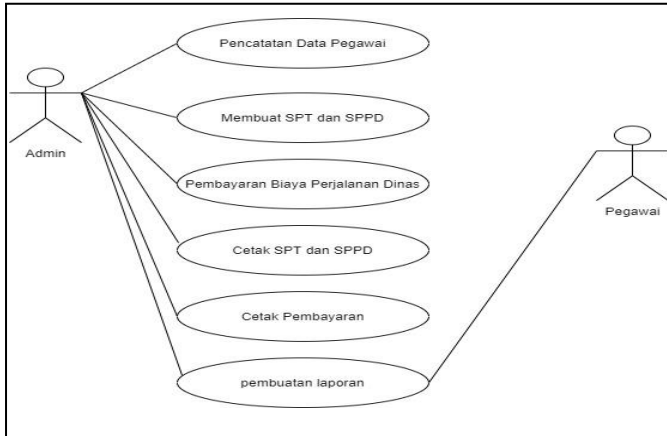 Pencatatan Data Pegawai
Membuat SPT dan SPPD
Admin
Pembayaran Biaya Perjalanan Dinas
Pegawai
Cetak SPT dan SPPD
Cetak Pembayaran
pembuatan laporan